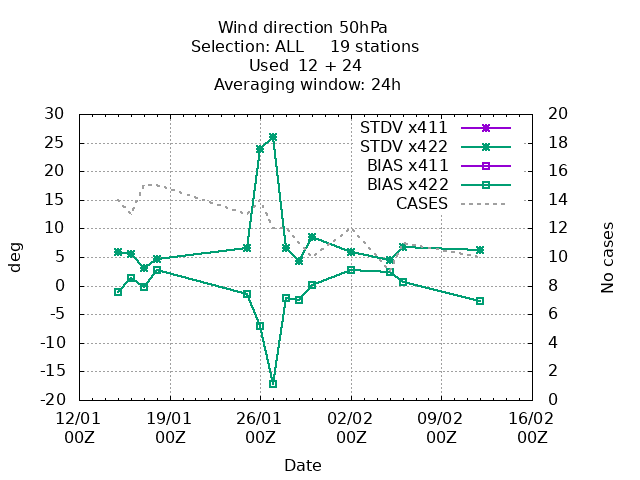 Wind direction 50hPa
Selection: ALL     19 stations
Used  12 + 24
Averaging window: 24h
30 20
25 18
20 16
15 14
10 12
5 10
0 8
-5 6
-10 4
-15 2
-20 0
STDV x411
STDV x422
BIAS x411
BIAS x422
CASES
deg
No cases
12/01 19/01 26/01 02/02 09/02 16/02
00Z 00Z 00Z 00Z 00Z 00Z
Date